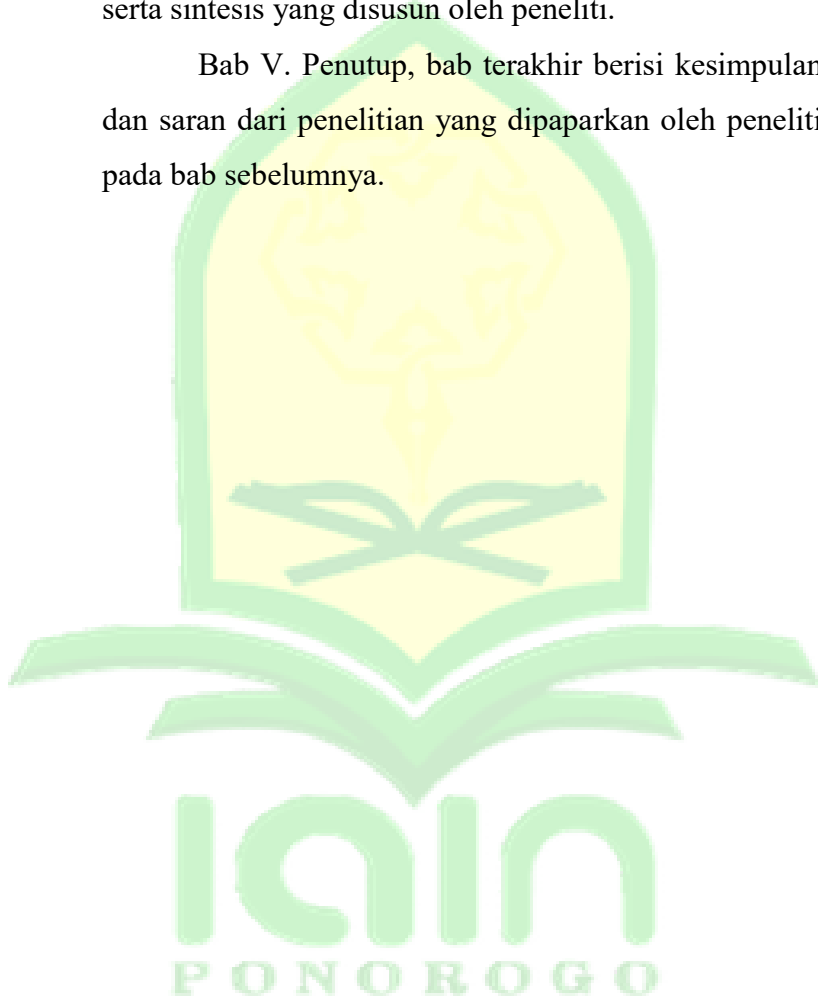 serta sintesis yang disusun oleh peneliti.
Bab V. Penutup, bab terakhir berisi kesimpulan
dan saran dari penelitian yang dipaparkan oleh peneliti
pada bab sebelumnya.
IAIN
PONOROGO